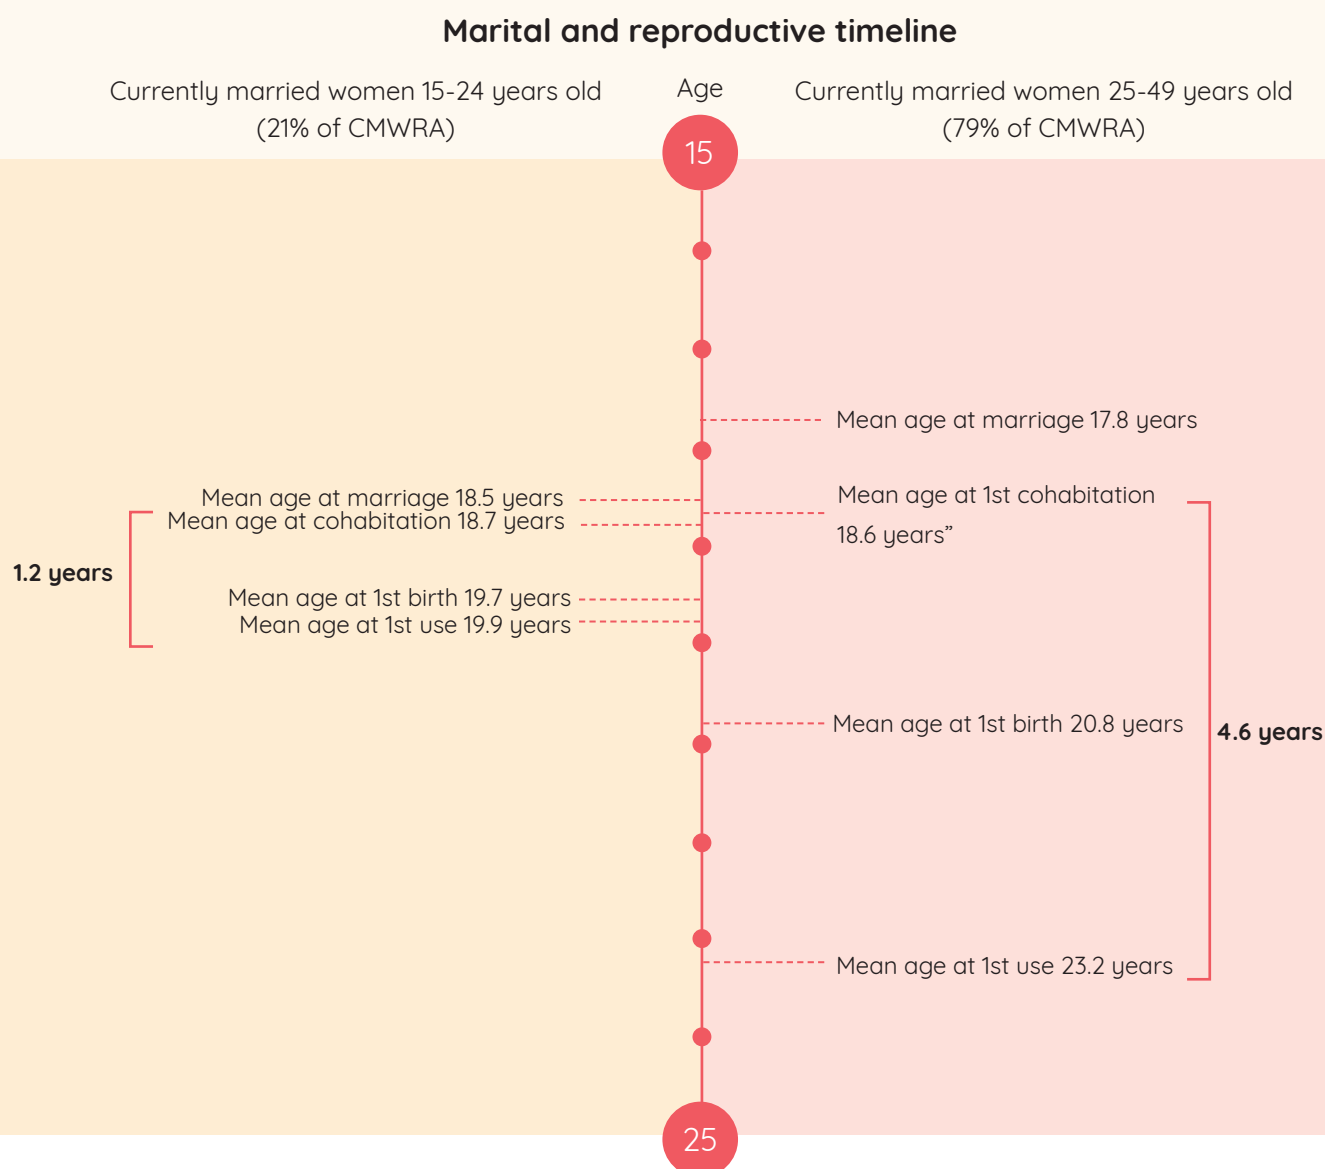 Marital and reproductive timeline
Currently married women 15-24 years old
(21% of CMWRA)
Age
Currently married women 25-49 years old
(79% of CMWRA)
15
Mean age at marriage 17.8 years
Mean age at marriage 18.5 years
Mean age at cohabitation 18.7 years
Mean age at 1st cohabitation
18.6 years”
1.2 years
Mean age at 1st birth 19.7 years
Mean age at 1st use 19.9 years
Mean age at 1st birth 20.8 years
4.6 years
Mean age at 1st use 23.2 years
25